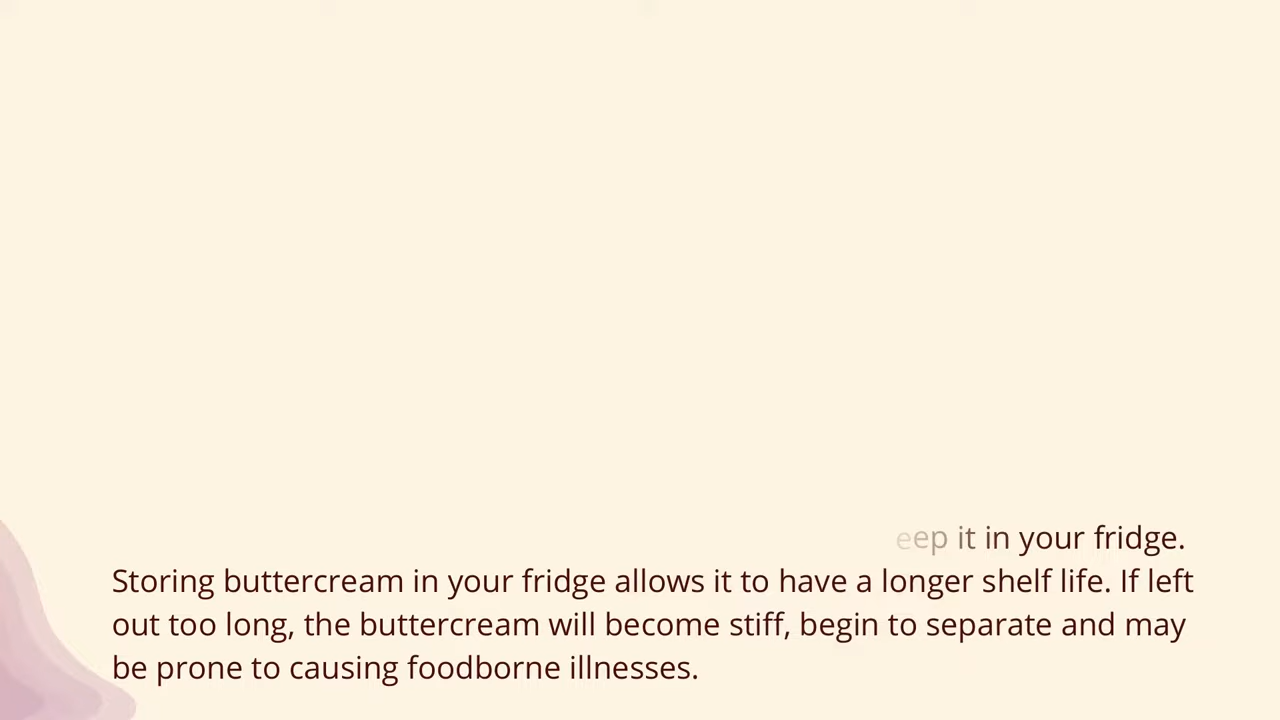 eep it in your fridge.
Storing buttercream in your fridge allows it to have a longer shelf life. If left
out too long, the buttercream will become stiff, begin to separate and may
be prone to causing foodborne illnesses.